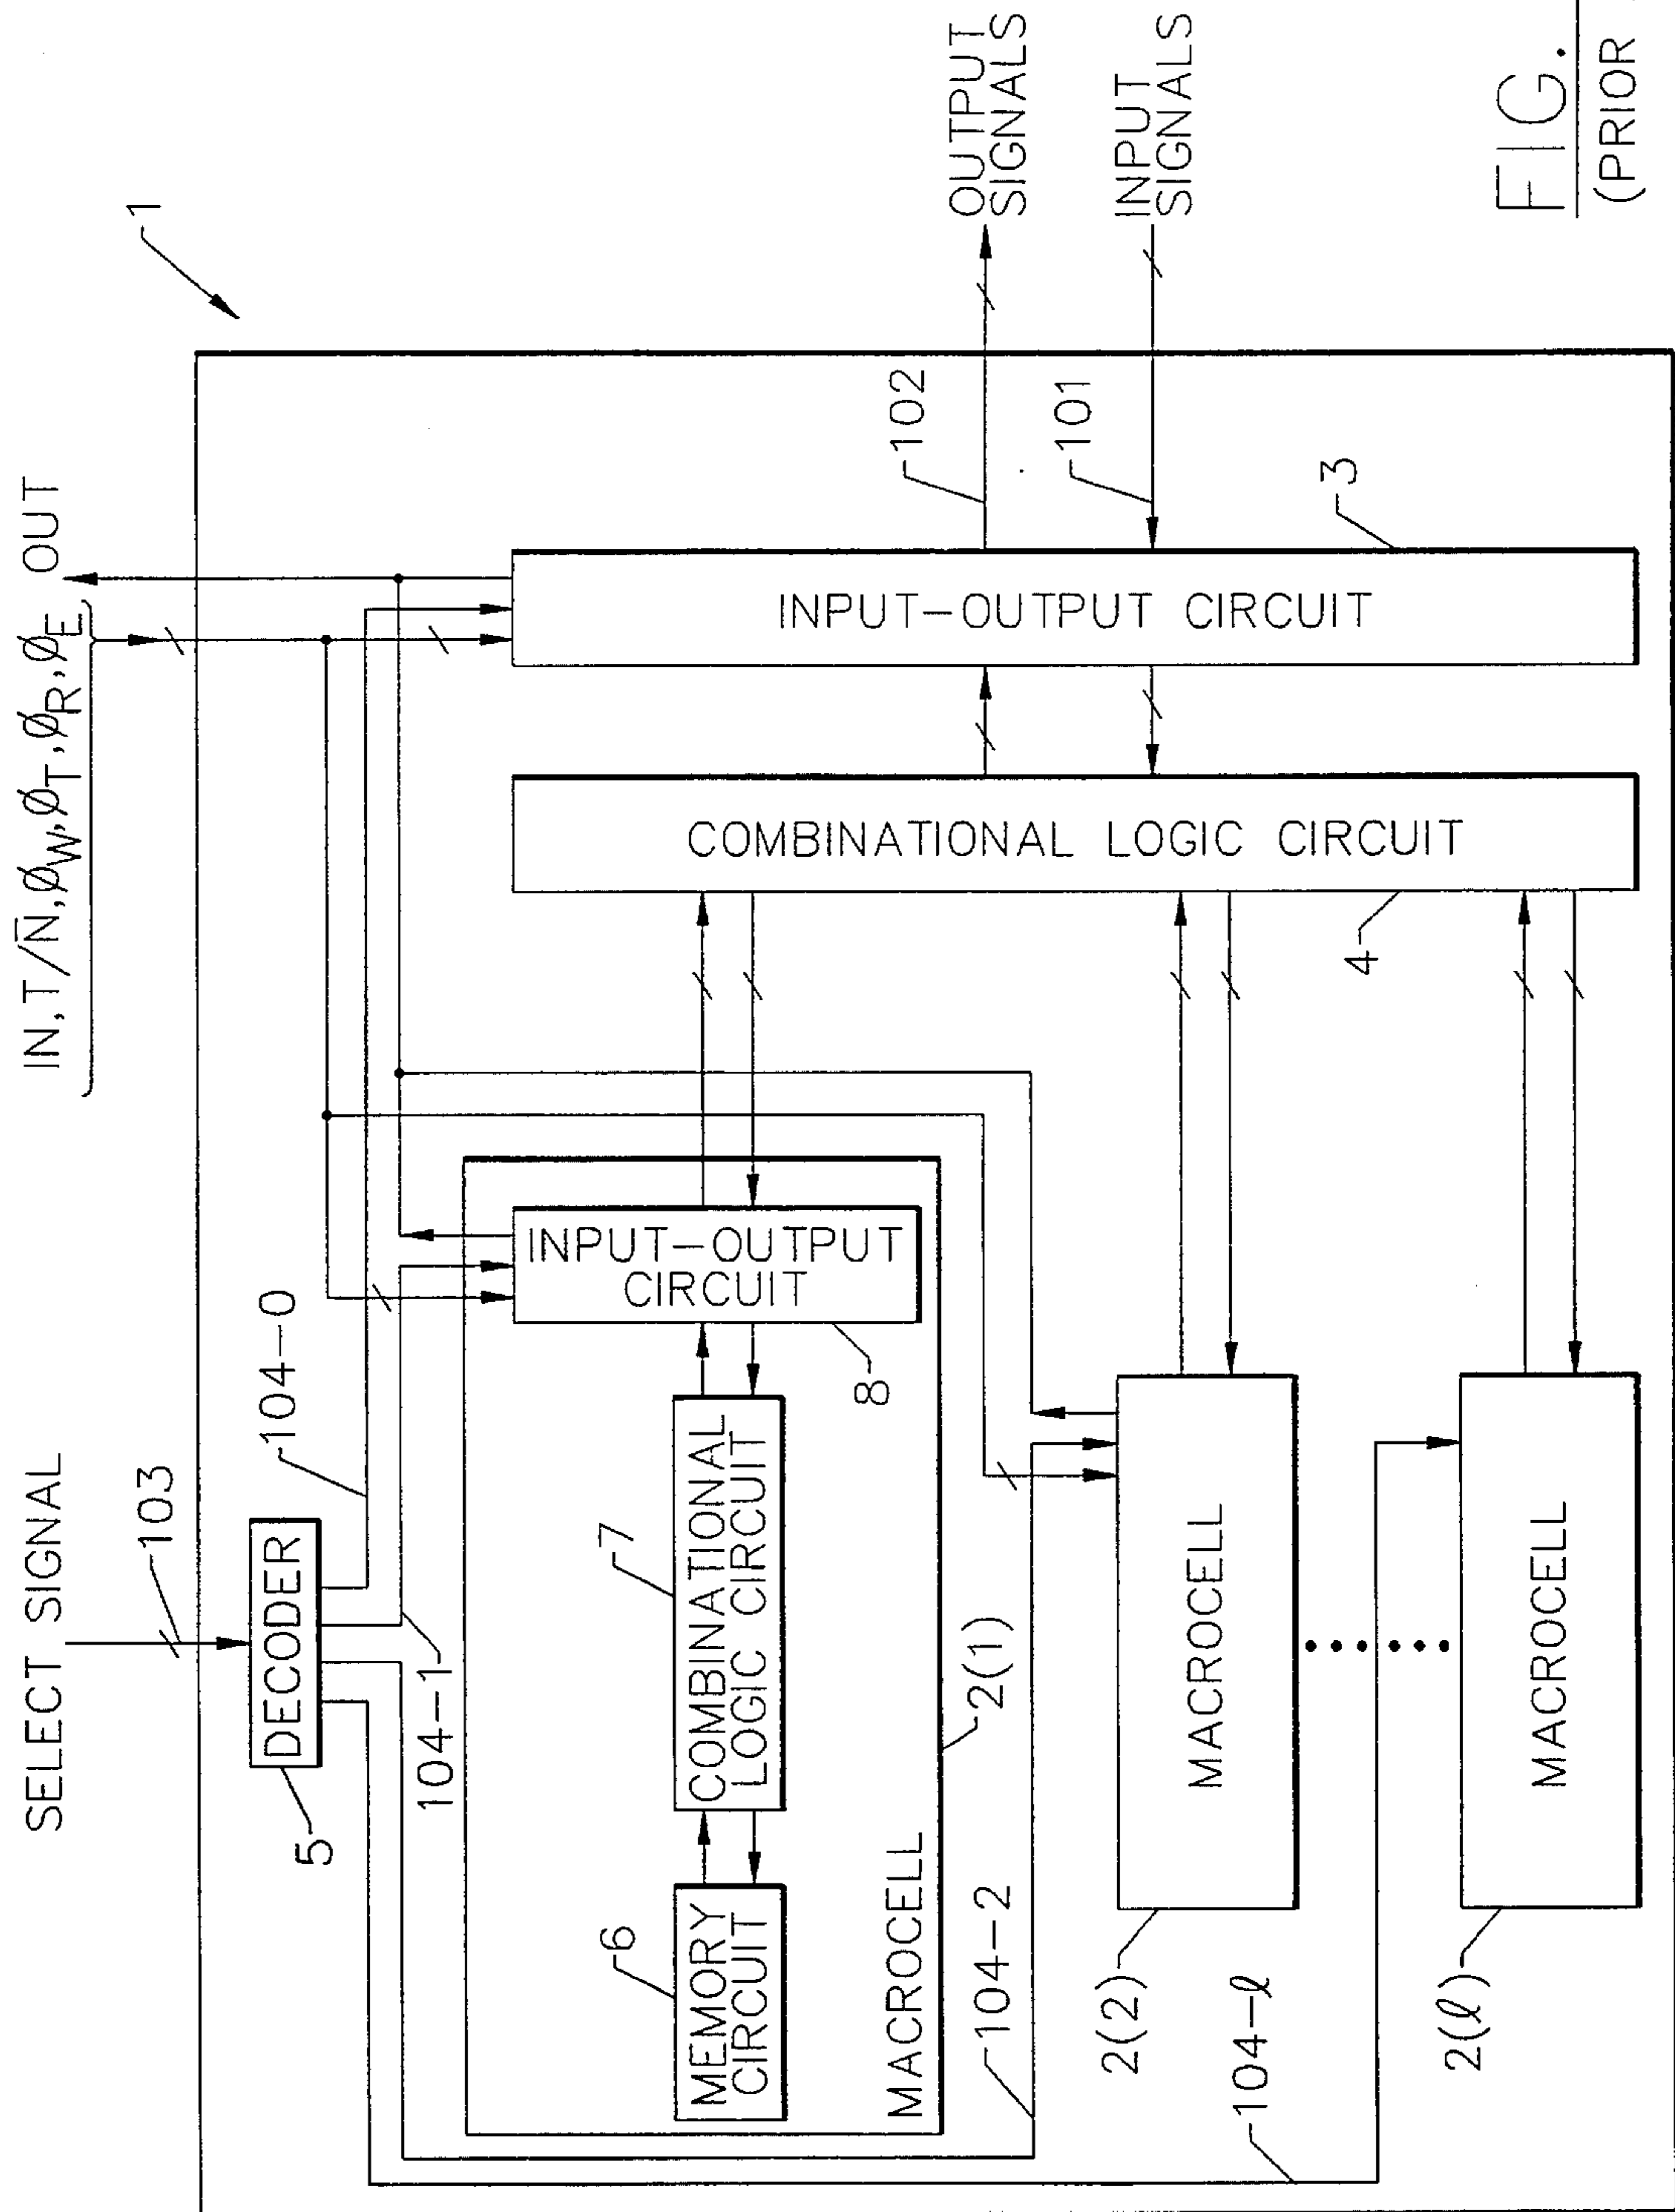 SELECT SIGNAL
IN,T/N̄,ØW,ØT,ØR,ØE
OUT
103
1
DECODER
5
104-0
104-1
INPUT-OUTPUT
CIRCUIT
8
7
COMBINATIONAL
LOGIC CIRCUIT
6
MEMORY
CIRCUIT
MACROCELL
2(1)
104-2
MACROCELL
2(2)
104-ℓ
MACROCELL
2(ℓ)
COMBINATIONAL LOGIC CIRCUIT
4
INPUT-OUTPUT CIRCUIT
3
102
OUTPUT
SIGNALS
101
INPUT
SIGNALS
FIG.
(PRIOR